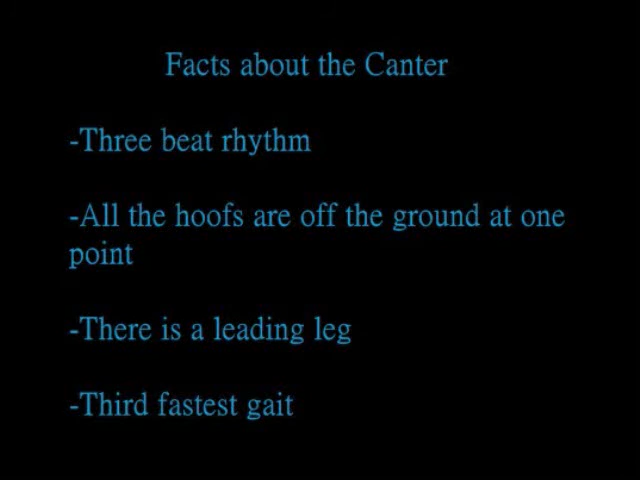 Facts about the Canter
-Three beat rhythm
-All the hoofs are off the ground at one
point
-There is a leading leg
-Third fastest gait